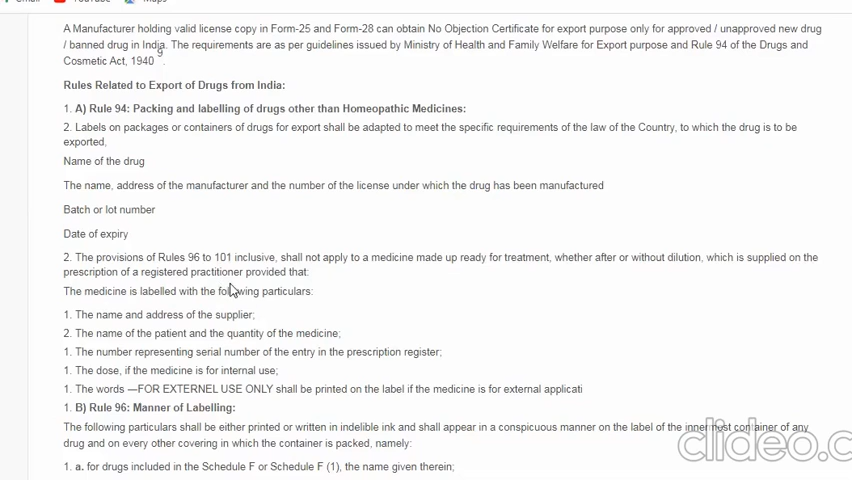 Gmail YouTube Maps
A Manufacturer holding valid license copy in Form-25 and Form-28 can obtain No Objection Certificate for export purpose only for approved / unapproved new drug
/ banned drug in India. The requirements are as per guidelines issued by Ministry of Health and Family Welfare for Export purpose and Rule 94 of the Drugs and
Cosmetic Act, 1940 9.
Rules Related to Export of Drugs from India:
1. A) Rule 94: Packing and labelling of drugs other than Homeopathic Medicines:
2. Labels on packages or containers of drugs for export shall be adapted to meet the specific requirements of the law of the Country, to which the drug is to be
exported,
Name of the drug
The name, address of the manufacturer and the number of the license under which the drug has been manufactured
Batch or lot number
Date of expiry
2. The provisions of Rules 96 to 101 inclusive, shall not apply to a medicine made up ready for treatment, whether after or without dilution, which is supplied on the
prescription of a registered practitioner provided that:
The medicine is labelled with the following particulars:
1. The name and address of the supplier;
2. The name of the patient and the quantity of the medicine;
1. The number representing serial number of the entry in the prescription register;
1. The dose, if the medicine is for internal use;
1. The words ―FOR EXTERNEL USE ONLY shall be printed on the label if the medicine is for external applicati
1. B) Rule 96: Manner of Labelling:
The following particulars shall be either printed or written in indelible ink and shall appear in a conspicuous manner on the label of the innermost container of any
drug and on every other covering in which the container is packed, namely:
1. a. for drugs included in the Schedule F or Schedule F (1), the name given therein;
clideo.c